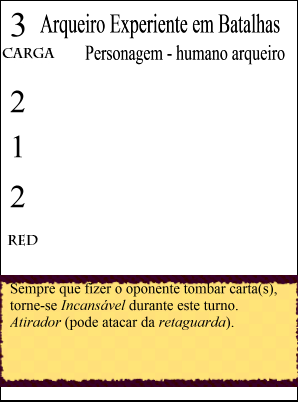 3 Arqueiro Experiente em Batalhas
CARGA Personagem - humano arqueiro
2
1
2
RED
Sempre que fizer o oponente tombar carta(s),
torne-se Incansável durante este turno.
Atirador (pode atacar da retaguarda).